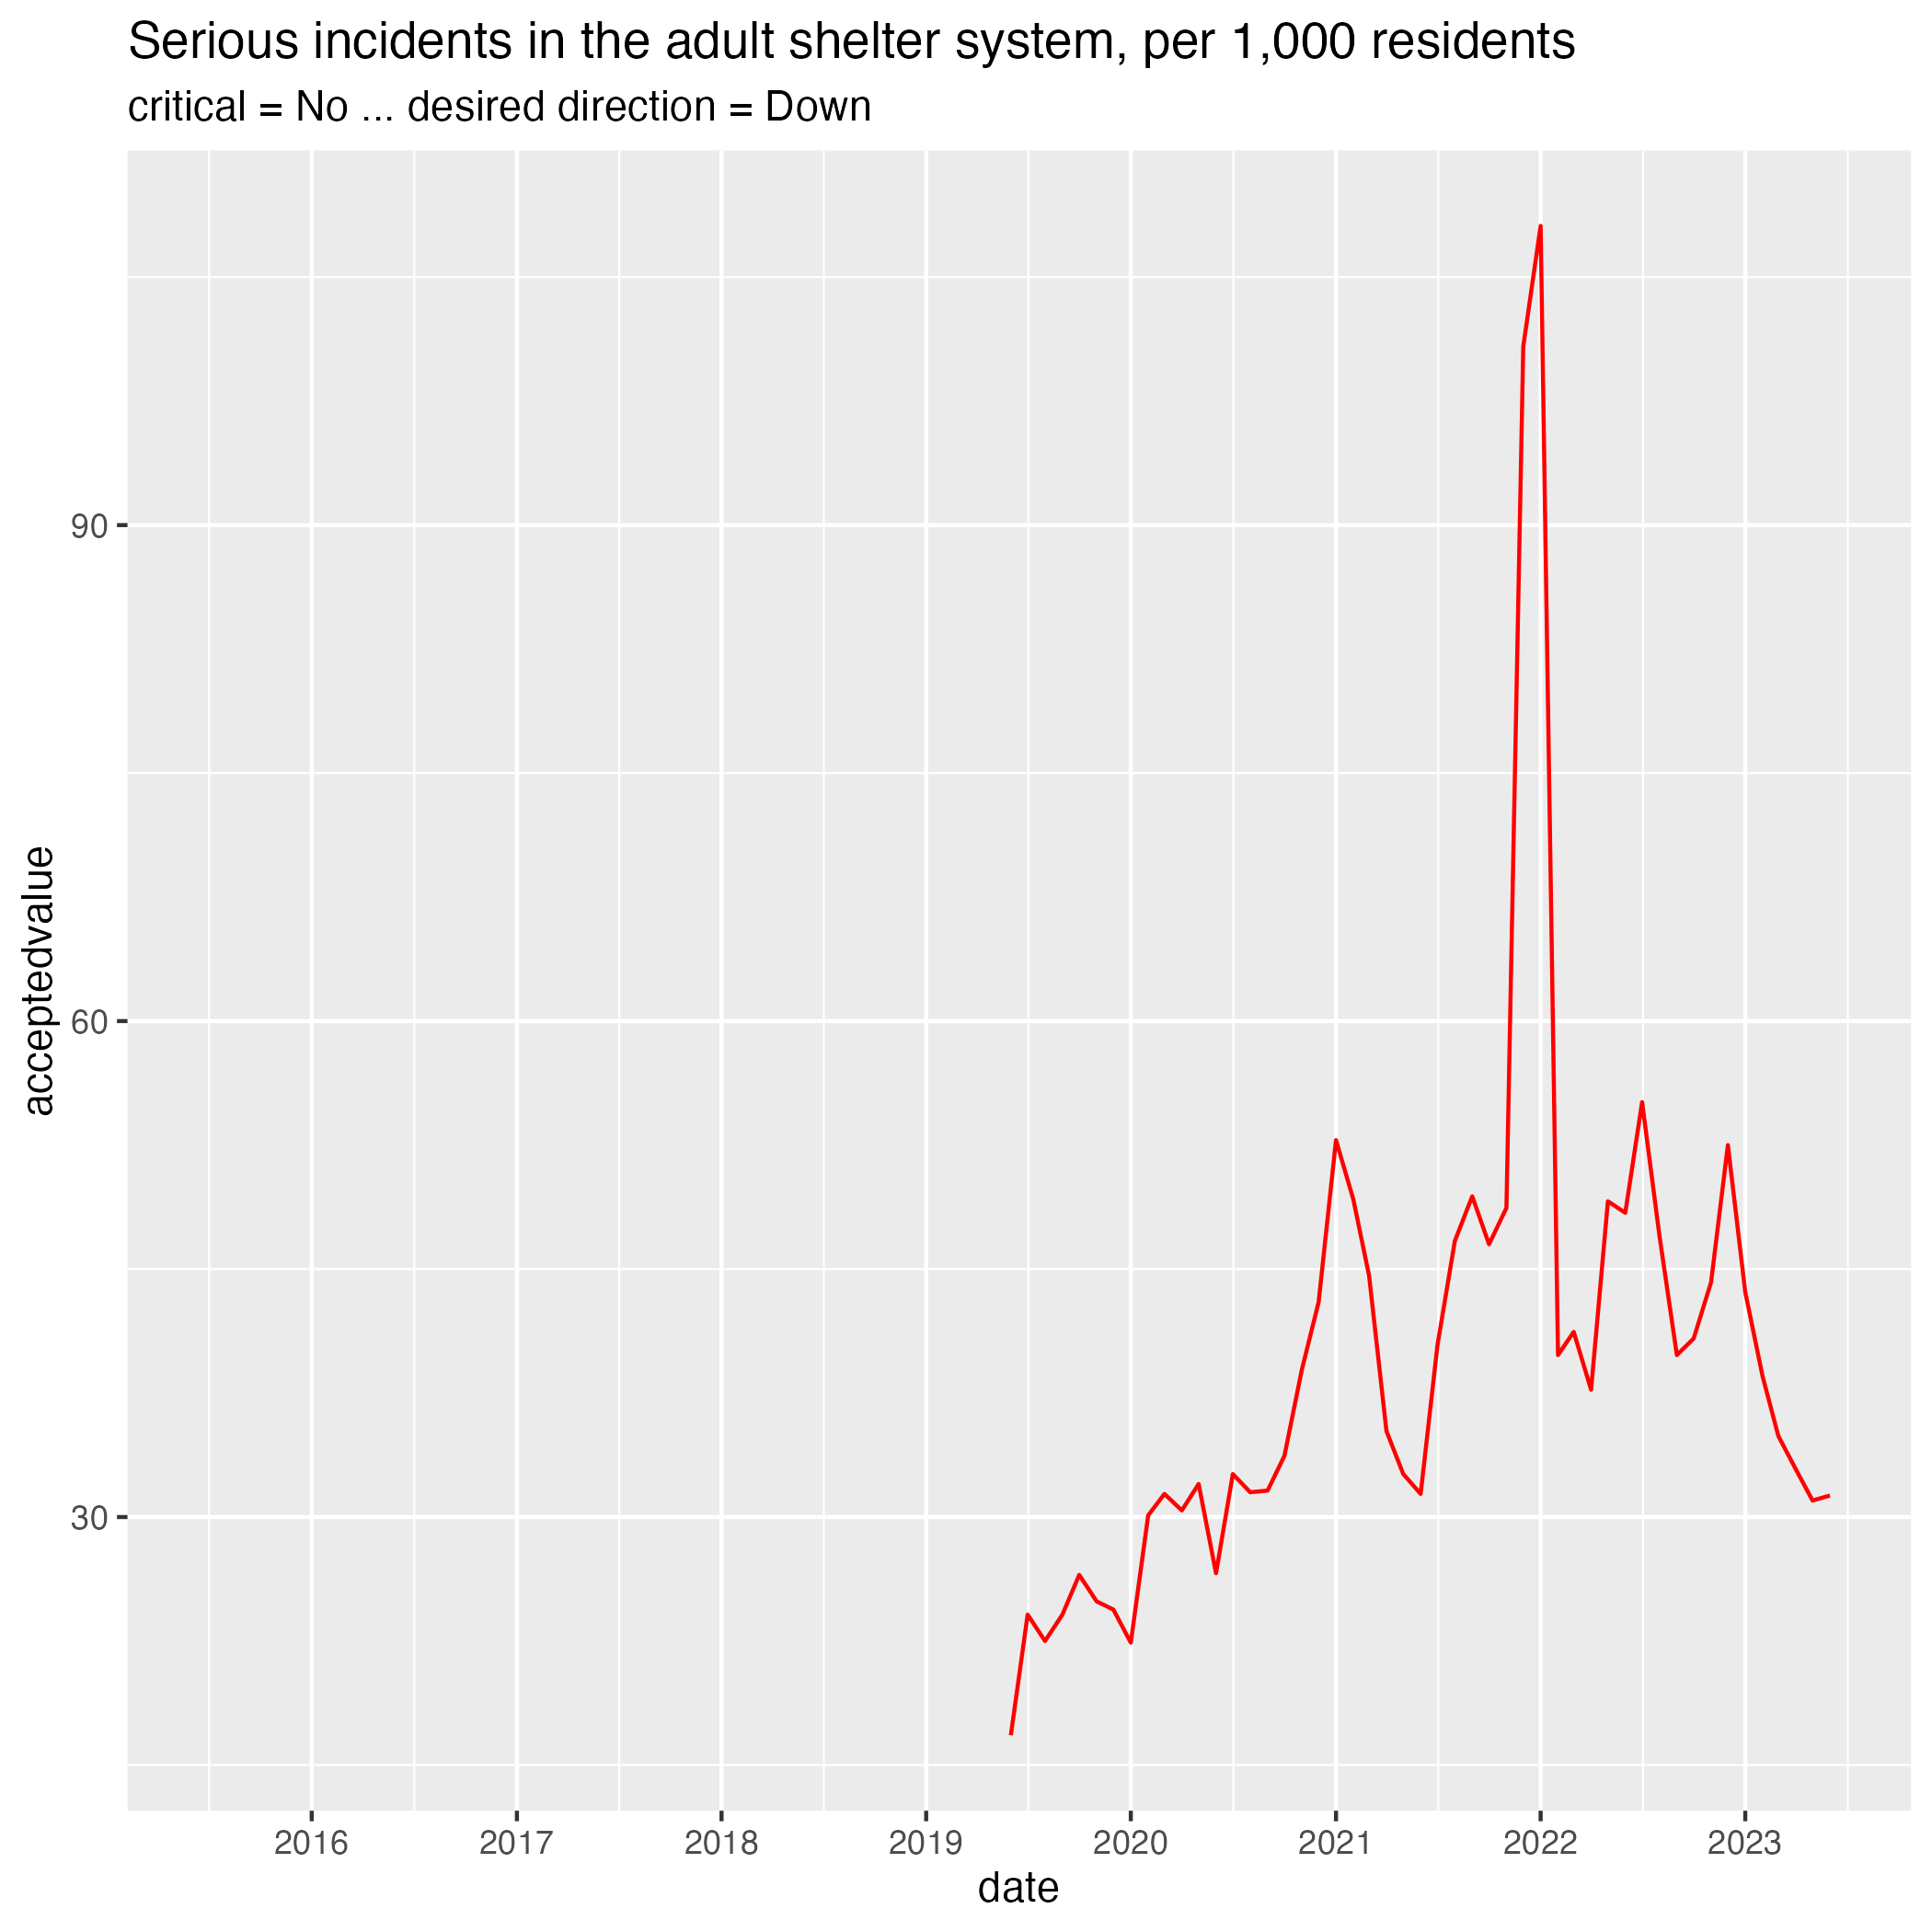 Serious incidents in the adult shelter system, per 1,000 residents
critical = No ... desired direction = Down
acceptedvalue
90
60
30
2016 2017 2018 2019 2020 2021 2022 2023
date